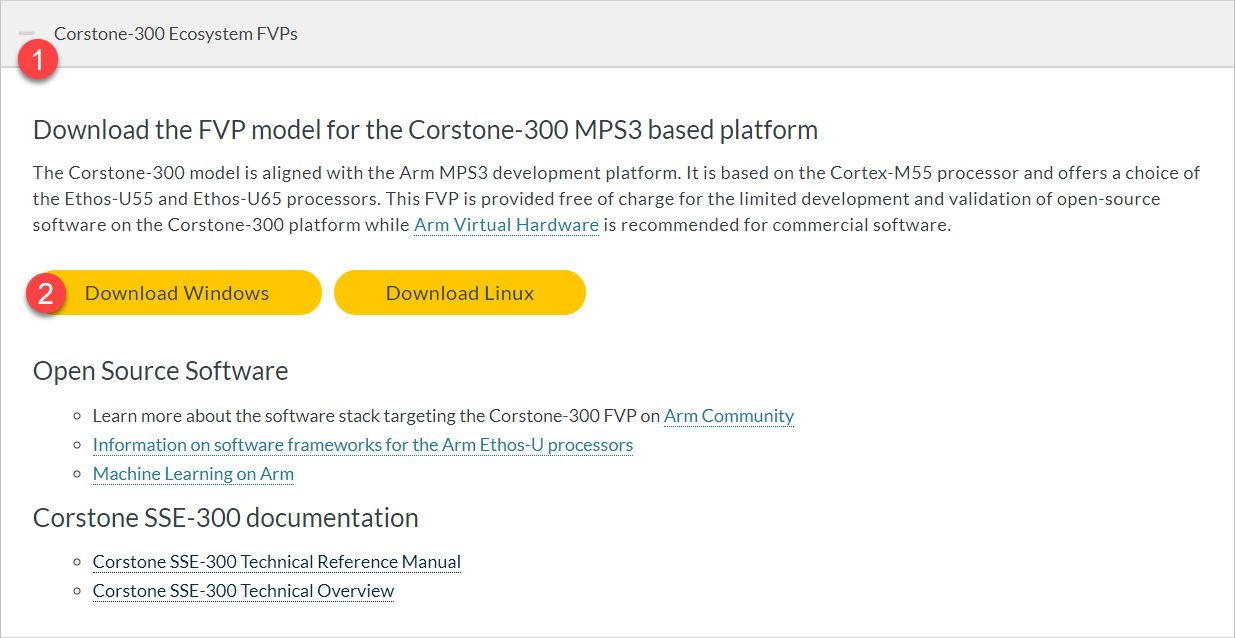 Corstone-300 Ecosystem FVPs
1
Download the FVP model for the Corstone-300 MPS3 based platform
The Corstone-300 model is aligned with the Arm MPS3 development platform. It is based on the Cortex-M55 processor and offers a choice of
the Ethos-U55 and Ethos-U65 processors. This FVP is provided free of charge for the limited development and validation of open-source
software on the Corstone-300 platform while Arm Virtual Hardware is recommended for commercial software.
2 Download Windows Download Linux
Open Source Software
Learn more about the software stack targeting the Corstone-300 FVP on Arm Community
Information on software frameworks for the Arm Ethos-U processors
Machine Learning on Arm
Corstone SSE-300 documentation
Corstone SSE-300 Technical Reference Manual
Corstone SSE-300 Technical Overview